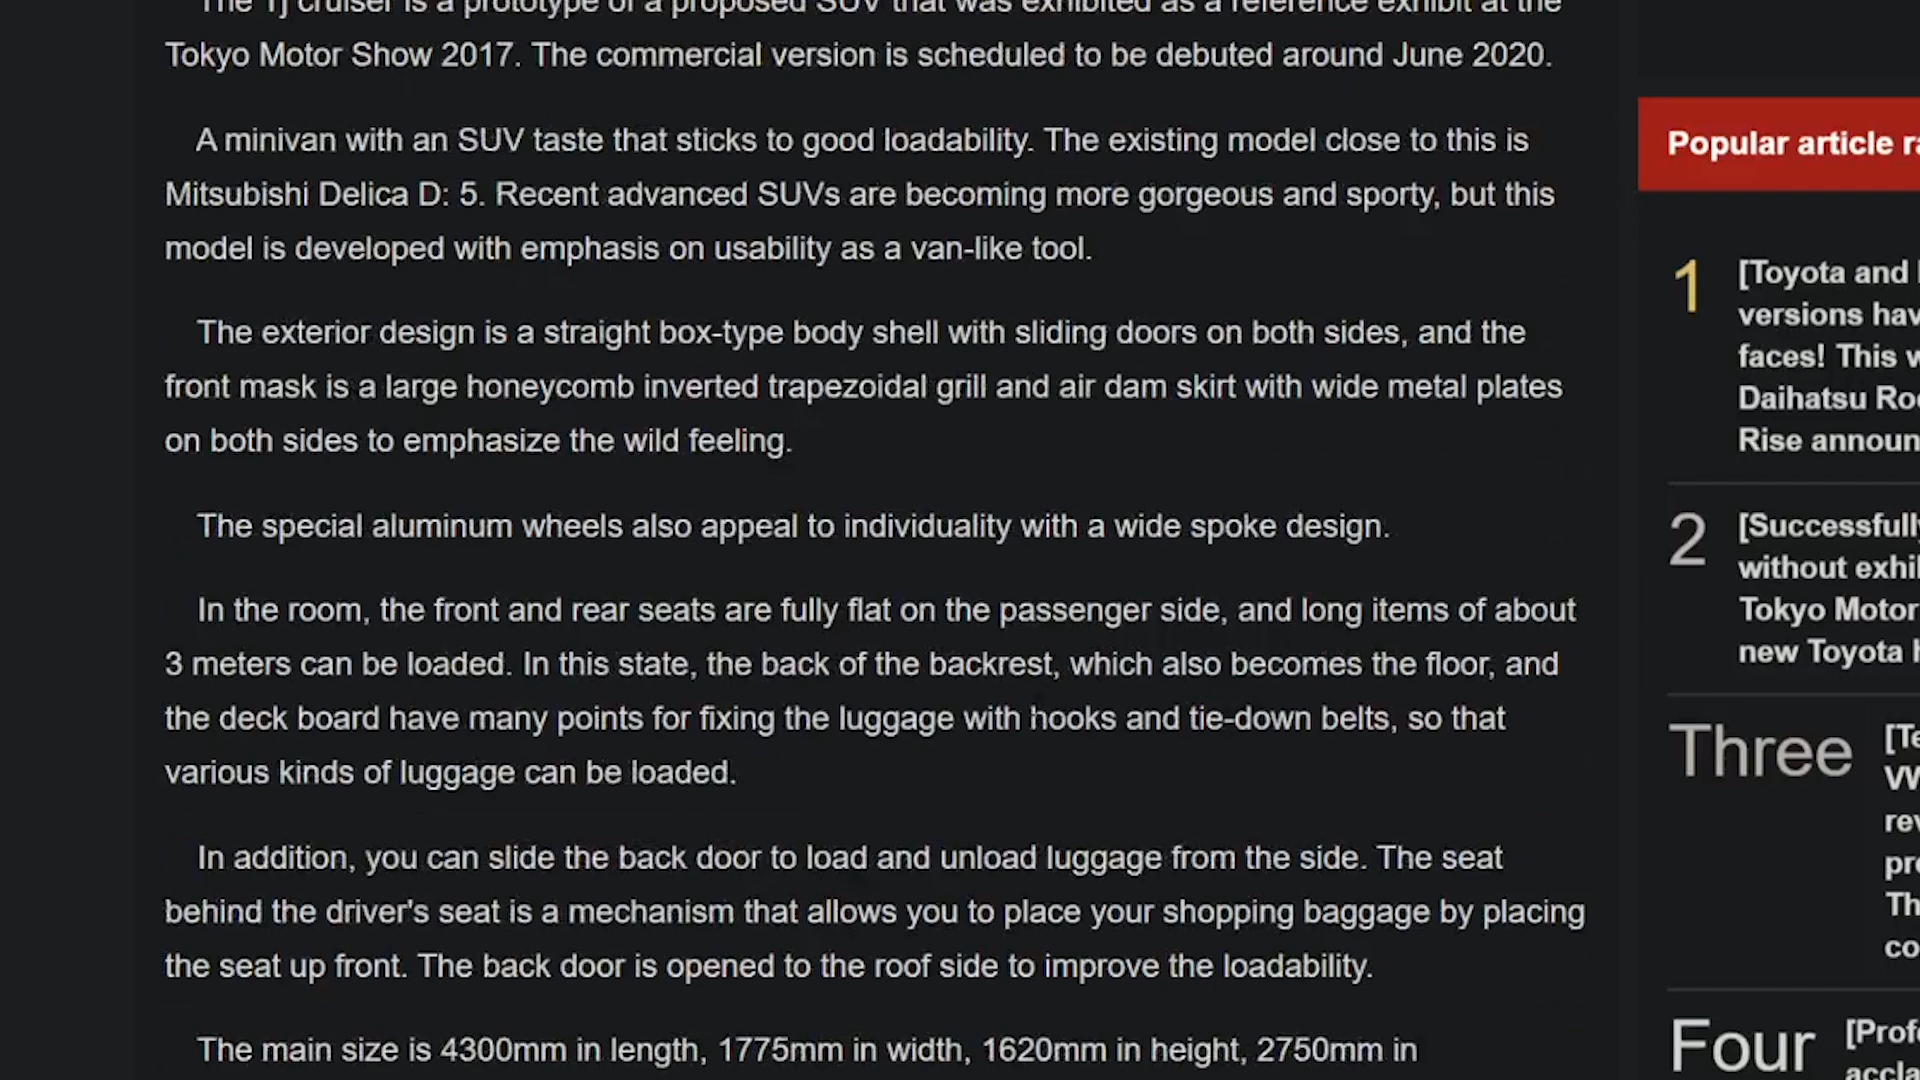 The Tj cruiser is a prototype of a proposed SUV that was exhibited as a reference exhibit at the
Tokyo Motor Show 2017. The commercial version is scheduled to be debuted around June 2020.
A minivan with an SUV taste that sticks to good loadability. The existing model close to this is
Mitsubishi Delica D: 5. Recent advanced SUVs are becoming more gorgeous and sporty, but this
model is developed with emphasis on usability as a van-like tool.
The exterior design is a straight box-type body shell with sliding doors on both sides, and the
front mask is a large honeycomb inverted trapezoidal grill and air dam skirt with wide metal plates
on both sides to emphasize the wild feeling.
The special aluminum wheels also appeal to individuality with a wide spoke design.
In the room, the front and rear seats are fully flat on the passenger side, and long items of about
3 meters can be loaded. In this state, the back of the backrest, which also becomes the floor, and
the deck board have many points for fixing the luggage with hooks and tie-down belts, so that
various kinds of luggage can be loaded.
In addition, you can slide the back door to load and unload luggage from the side. The seat
behind the driver's seat is a mechanism that allows you to place your shopping baggage by placing
the seat up front. The back door is opened to the roof side to improve the loadability.
The main size is 4300mm in length, 1775mm in width, 1620mm in height, 2750mm in
Popular article
1
[Toyota and
versions
faces! This
Daihatsu
Rise
2
without
Tokyo Motor
new Toyota
Three
Four